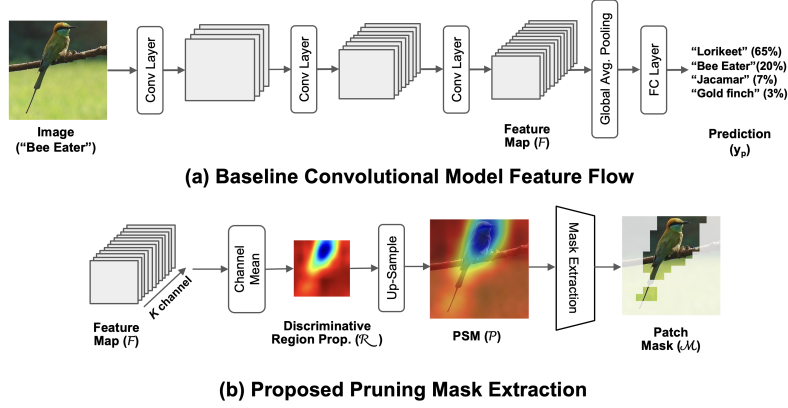 Conv Layer
Conv Layer
Conv Layer
Global Avg. Pooling
FC Layer
“Lorikeet” (65%)
“Bee Eater”(20%)
“Jacamar” (7%)
“Gold finch” (3%)
Image
(“Bee Eater”)
Feature
Map (F)
Prediction
(yp)
(a) Baseline Convolutional Model Feature Flow
K channel
Channel
Mean
Up-Sample
Mask Extraction
Feature
Map (F)
Discriminative
Region Prop. (ℛ)
PSM (𝒫)
Patch
Mask (ℳ)
(b) Proposed Pruning Mask Extraction